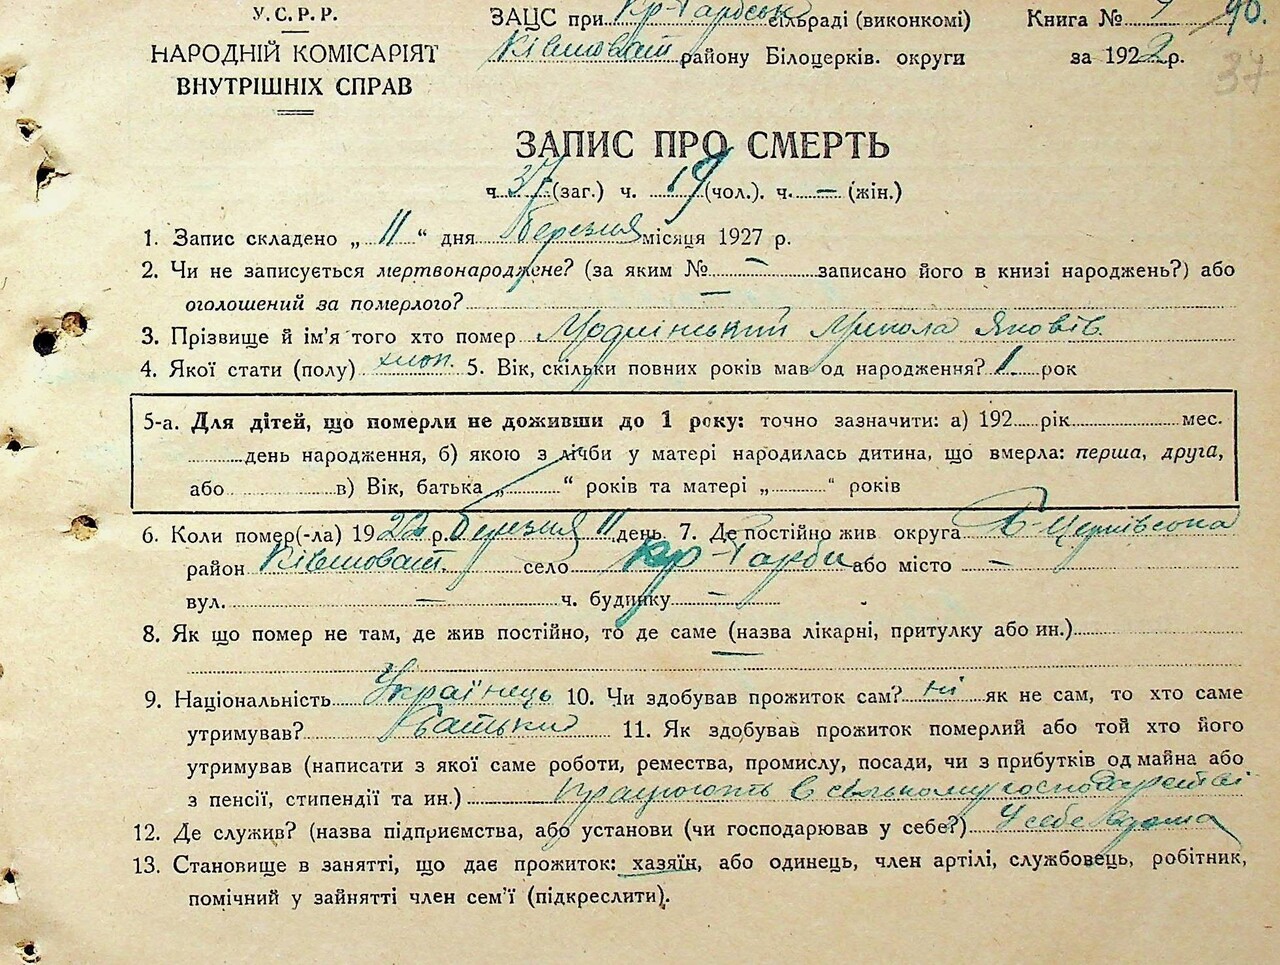 У.С.Р.Р.
НАРОДНІЙ КОМІСАРІЯТ
ВНУТРІШНІХ СПРАВ
ЗАЦС при Кр-Гарбськ сільраді (виконкомі)
Ківшоват. району Білоцерків. округи
Книга № 40.
за 1922 р.
37
ЗАПИС ПРО СМЕРТЬ
ч. 37 (заг.) ч. 19 (чол.). ч. — (жін.)
1. Запис складено „ 11 “ дня березня місяця 1927 р.
2. Чи не записується мертвонароджене? (за яким № — записано його в книзі народжень?) або
оголошений за померлого? —
3. Прізвище й ім'я того хто помер Микола Яковів.
4. Якої стати (полу) хлоп. 5. Вік, скільки повних років мав од народження? 1 рок
5-а. Для дітей, що померли не доживши до 1 року: точно зазначити: а) 192 рік мес.
день народження, б) якою з лічби у матері народилась дитина, що вмерла: перша, друга,
або в) Вік, батька „ “ років та матері „ “ років
6. Коли помер(-ла) 19 р. березня 11 день 7. Де постійно жив округа Б-Церківська
район Ківшоват. село Кр-Гарби або місто —
вул. — ч. будинку —
8. Як що помер не там, де жив постійно, то де саме (назва лікарні, притулку або ин.) —
9. Національність Українець 10. Чи здобував прожиток сам? ні як не сам, то хто саме
утримував? Батьки 11. Як здобував прожиток померлий або той хто його
утримував (написати з якої саме роботи, ремества, промислу, посади, чи з прибутків од майна або
з пенсії, стипендії та ин.) Працюють в сільському господарстві
12. Де служив? (назва підприємства, або установи (чи господарював у себе?) У себе вдома
13. Становище в занятті, що дає прожиток: хазяїн, або одинець, член артілі, службовець, робітник,
помічний у зайнятті член сем'ї (підкреслити).